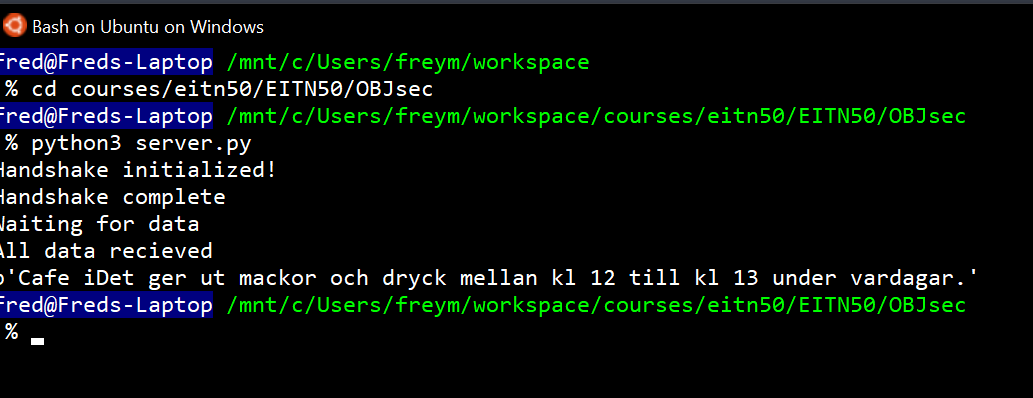 Bash on Ubuntu on Windows
fred@Freds-Laptop /mnt/c/Users/freym/workspace
% cd courses/eitn50/EITN50/OBJsec
fred@Freds-Laptop /mnt/c/Users/freym/workspace/courses/eitn50/EITN50/OBJsec
% python3 server.py
Handshake initialized!
Handshake complete
Waiting for data
All data recieved
b'Cafe iDet ger ut mackor och dryck mellan kl 12 till kl 13 under vardagar.'
fred@Freds-Laptop /mnt/c/Users/freym/workspace/courses/eitn50/EITN50/OBJsec
%